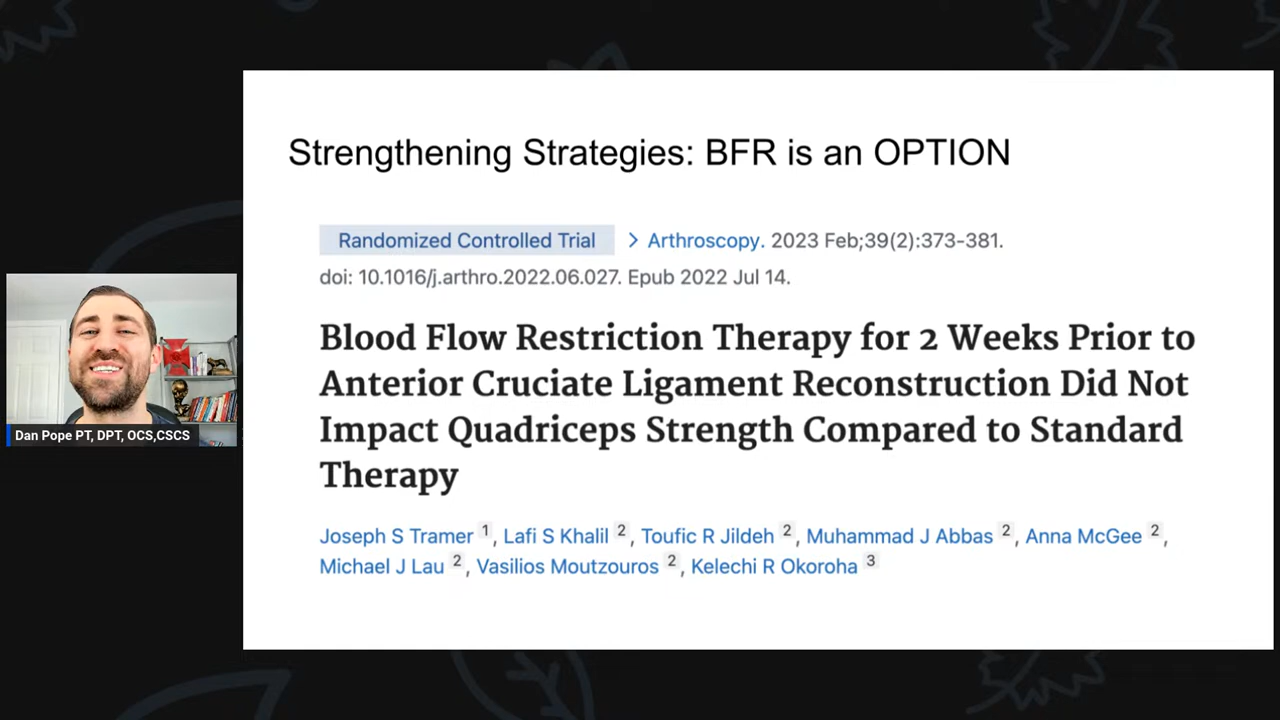 Strengthening Strategies: BFR is an OPTION
Randomized Controlled Trial > Arthroscopy. 2023 Feb;39(2):373-381.
doi: 10.1016/j.arthro.2022.06.027. Epub 2022 Jul 14.
Blood Flow Restriction Therapy for 2 Weeks Prior to
Anterior Cruciate Ligament Reconstruction Did Not
Impact Quadriceps Strength Compared to Standard
Therapy
Joseph S Tramer 1, Lafi S Khalil 2, Toufic R Jildeh 2, Muhammad J Abbas 2, Anna McGee 2,
Michael J Lau 2, Vasilios Moutzouros 2, Kelechi R Okoroha 3
Dan Pope PT, DPT, OCS,CSCS